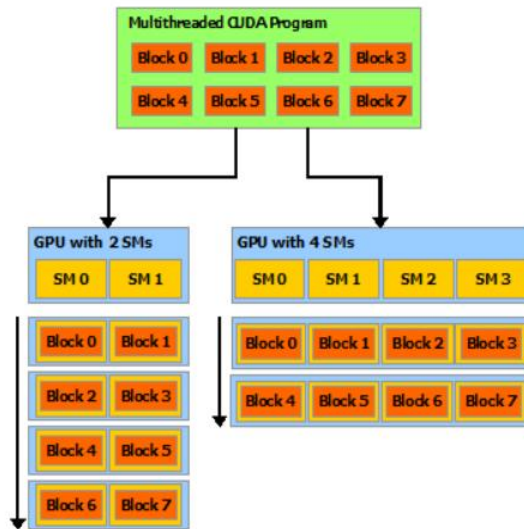 Multithreaded CUDA Program
Block 0 Block 1 Block 2 Block 3
Block 4 Block 5 Block 6 Block 7
GPU with 2 SMs
SM 0 SM 1
Block 0 Block 1
Block 2 Block 3
Block 4 Block 5
Block 6 Block 7
GPU with 4 SMs
SM 0 SM 1 SM 2 SM 3
Block 0 Block 1 Block 2 Block 3
Block 4 Block 5 Block 6 Block 7